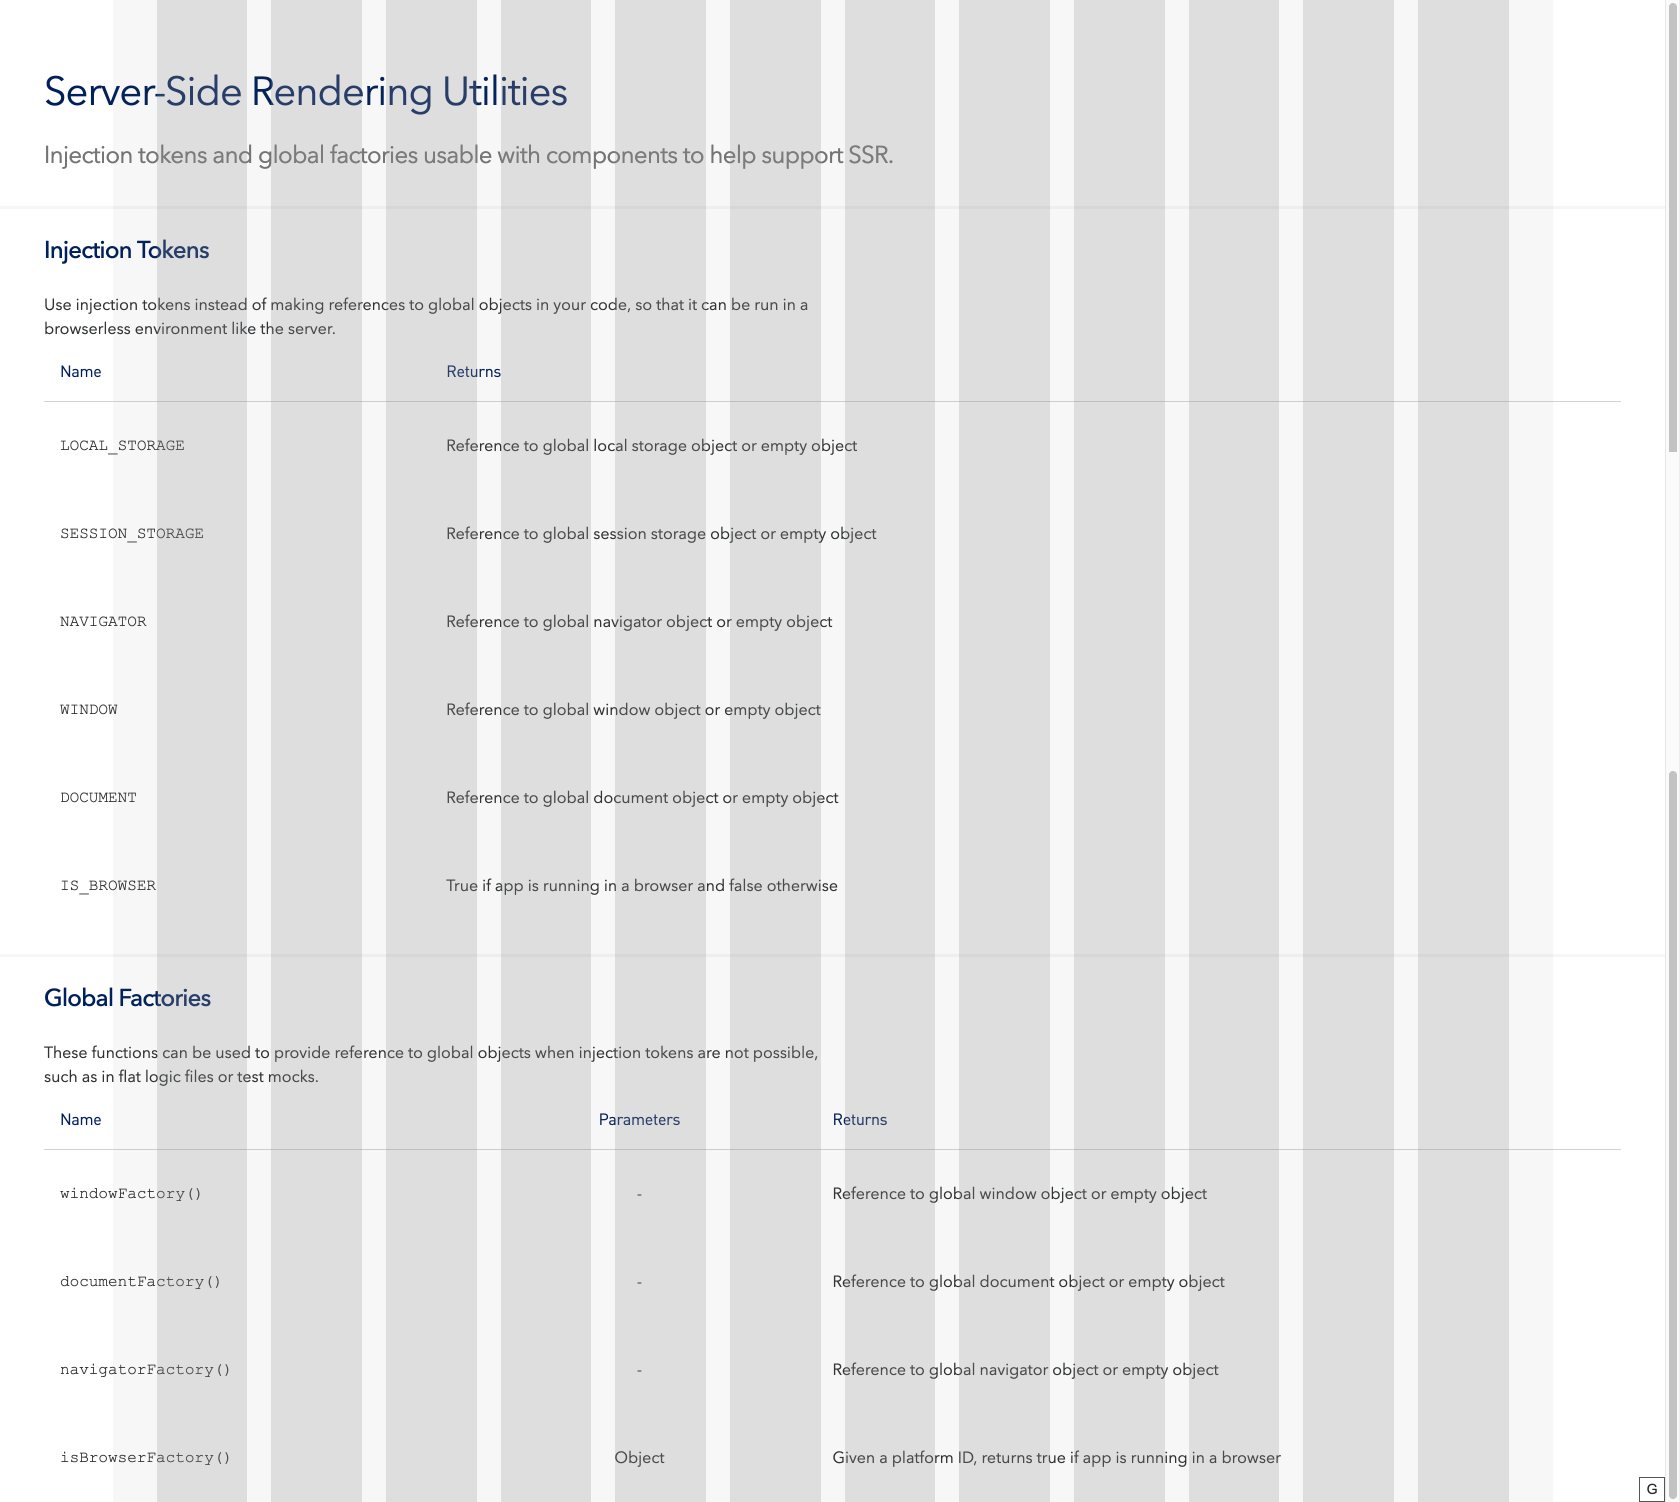 Server-Side Rendering Utilities
Injection tokens and global factories usable with components to help support SSR.
Injection Tokens
Use injection tokens instead of making references to global objects in your code, so that it can be run in a
browserless environment like the server.
Name Returns
LOCAL_STORAGE Reference to global local storage object or empty object
SESSION_STORAGE Reference to global session storage object or empty object
NAVIGATOR Reference to global navigator object or empty object
WINDOW Reference to global window object or empty object
DOCUMENT Reference to global document object or empty object
IS_BROWSER True if app is running in a browser and false otherwise
Global Factories
These functions can be used to provide reference to global objects when injection tokens are not possible,
such as in flat logic files or test mocks.
Name Parameters Returns
windowFactory() - Reference to global window object or empty object
documentFactory() - Reference to global document object or empty object
navigatorFactory() - Reference to global navigator object or empty object
isBrowserFactory() Object Given a platform ID, returns true if app is running in a browser
G